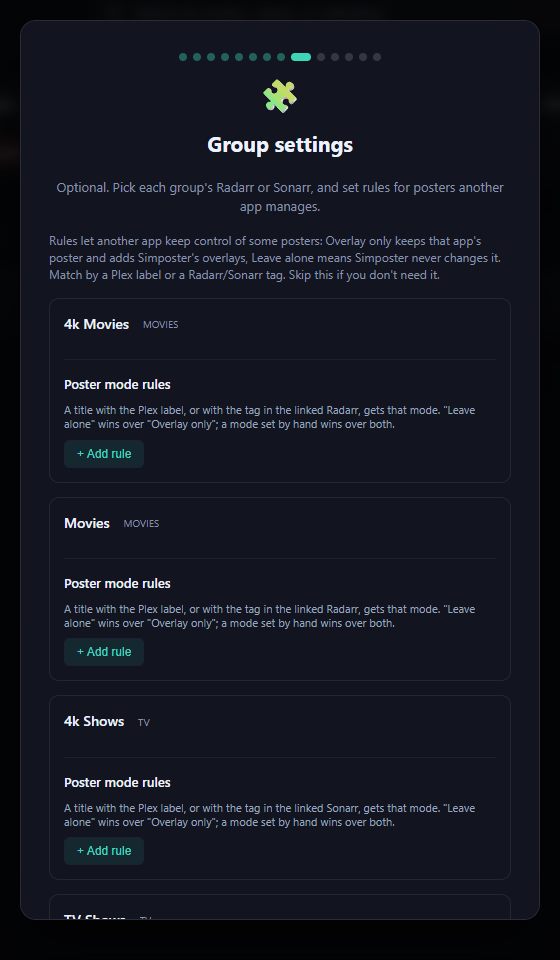 Group settings
Optional. Pick each group's Radarr or Sonarr, and set rules for posters another
app manages.
Rules let another app keep control of some posters: Overlay only keeps that app's
poster and adds Simposter's overlays, Leave alone means Simposter never changes it.
Match by a Plex label or a Radarr/Sonarr tag. Skip this if you don't need it.
4k Movies MOVIES
Poster mode rules
A title with the Plex label, or with the tag in the linked Radarr, gets that mode. "Leave
alone" wins over "Overlay only"; a mode set by hand wins over both.
+ Add rule
Movies MOVIES
Poster mode rules
A title with the Plex label, or with the tag in the linked Radarr, gets that mode. "Leave
alone" wins over "Overlay only"; a mode set by hand wins over both.
+ Add rule
4k Shows TV
Poster mode rules
A title with the Plex label, or with the tag in the linked Sonarr, gets that mode. "Leave
alone" wins over "Overlay only"; a mode set by hand wins over both.
+ Add rule
TV Shows TV